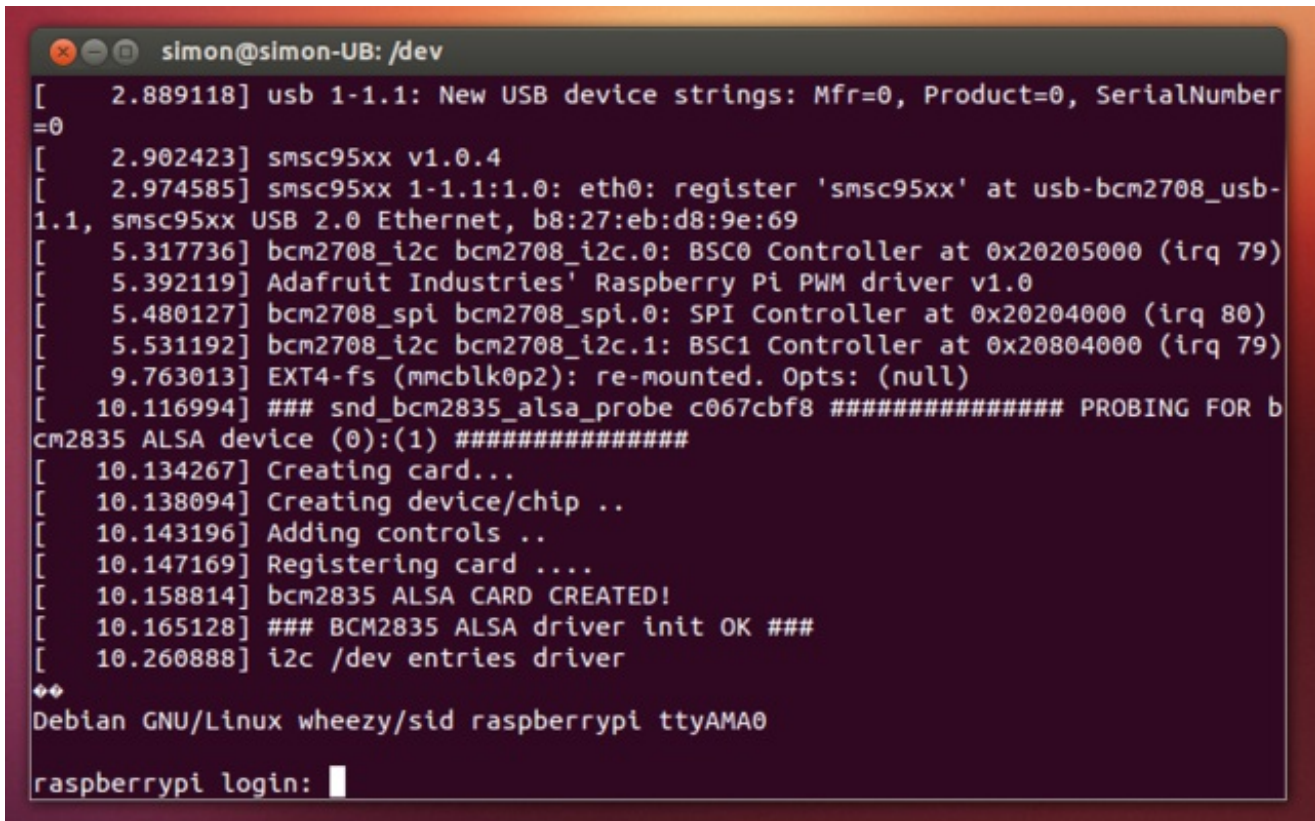 simon@simon-UB: /dev
[    2.889118] usb 1-1.1: New USB device strings: Mfr=0, Product=0, SerialNumber
=0
[    2.902423] smsc95xx v1.0.4
[    2.974585] smsc95xx 1-1.1:1.0: eth0: register 'smsc95xx' at usb-bcm2708_usb-
1.1, smsc95xx USB 2.0 Ethernet, b8:27:eb:d8:9e:69
[    5.317736] bcm2708_i2c bcm2708_i2c.0: BSC0 Controller at 0x20205000 (irq 79)
[    5.392119] Adafruit Industries' Raspberry Pi PWM driver v1.0
[    5.480127] bcm2708_spi bcm2708_spi.0: SPI Controller at 0x20204000 (irq 80)
[    5.531192] bcm2708_i2c bcm2708_i2c.1: BSC1 Controller at 0x20804000 (irq 79)
[    9.763013] EXT4-fs (mmcblk0p2): re-mounted. Opts: (null)
[   10.116994] ### snd_bcm2835_alsa_probe c067cbf8 ############### PROBING FOR b
cm2835 ALSA device (0):(1) ###############
[   10.134267] Creating card...
[   10.138094] Creating device/chip ..
[   10.143196] Adding controls ..
[   10.147169] Registering card ....
[   10.158814] bcm2835 ALSA CARD CREATED!
[   10.165128] ### BCM2835 ALSA driver init OK ###
[   10.260888] i2c /dev entries driver
��
Debian GNU/Linux wheezy/sid raspberrypi ttyAMA0
raspberrypi login: